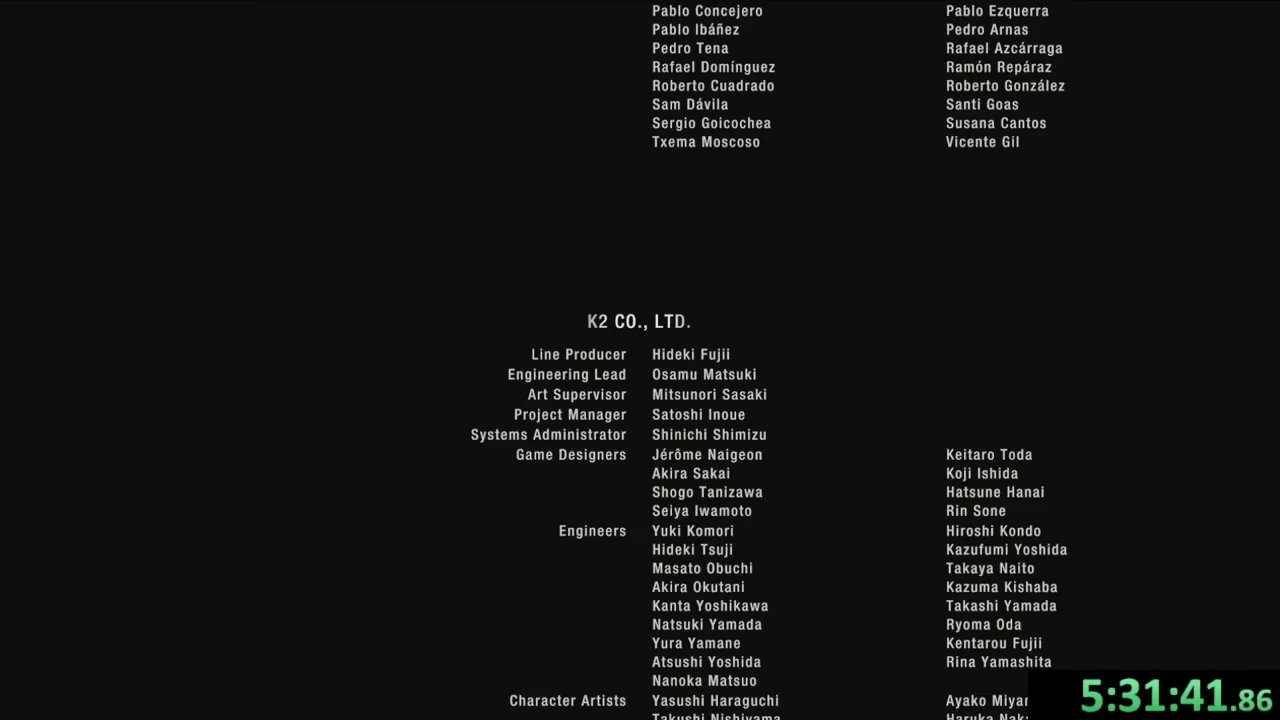 Pablo Concejero Pablo Ezquerra
Pablo Ibáñez Pedro Arnas
Pedro Tena Rafael Azcárraga
Rafael Domínguez Ramón Repáraz
Roberto Cuadrado Roberto González
Sam Dávila Santi Goas
Sergio Goicochea Susana Cantos
Txema Moscoso Vicente Gil
K2 CO., LTD.
Line Producer Hideki Fujii
Engineering Lead Osamu Matsuki
Art Supervisor Mitsunori Sasaki
Project Manager Satoshi Inoue
Systems Administrator Shinichi Shimizu
Game Designers Jérôme Naigeon Keitaro Toda
Akira Sakai Koji Ishida
Shogo Tanizawa Hatsune Hanai
Seiya Iwamoto Rin Sone
Engineers Yuki Komori Hiroshi Kondo
Hideki Tsuji Kazufumi Yoshida
Masato Obuchi Takaya Naito
Akira Okutani Kazuma Kishaba
Kanta Yoshikawa Takashi Yamada
Natsuki Yamada Ryoma Oda
Yura Yamane Kentarou Fujii
Atsushi Yoshida Rina Yamashita
Nanoka Matsuo
Character Artists Yasushi Haraguchi Ayako
Takushi Nishiyama Haruka
5:31:41.86